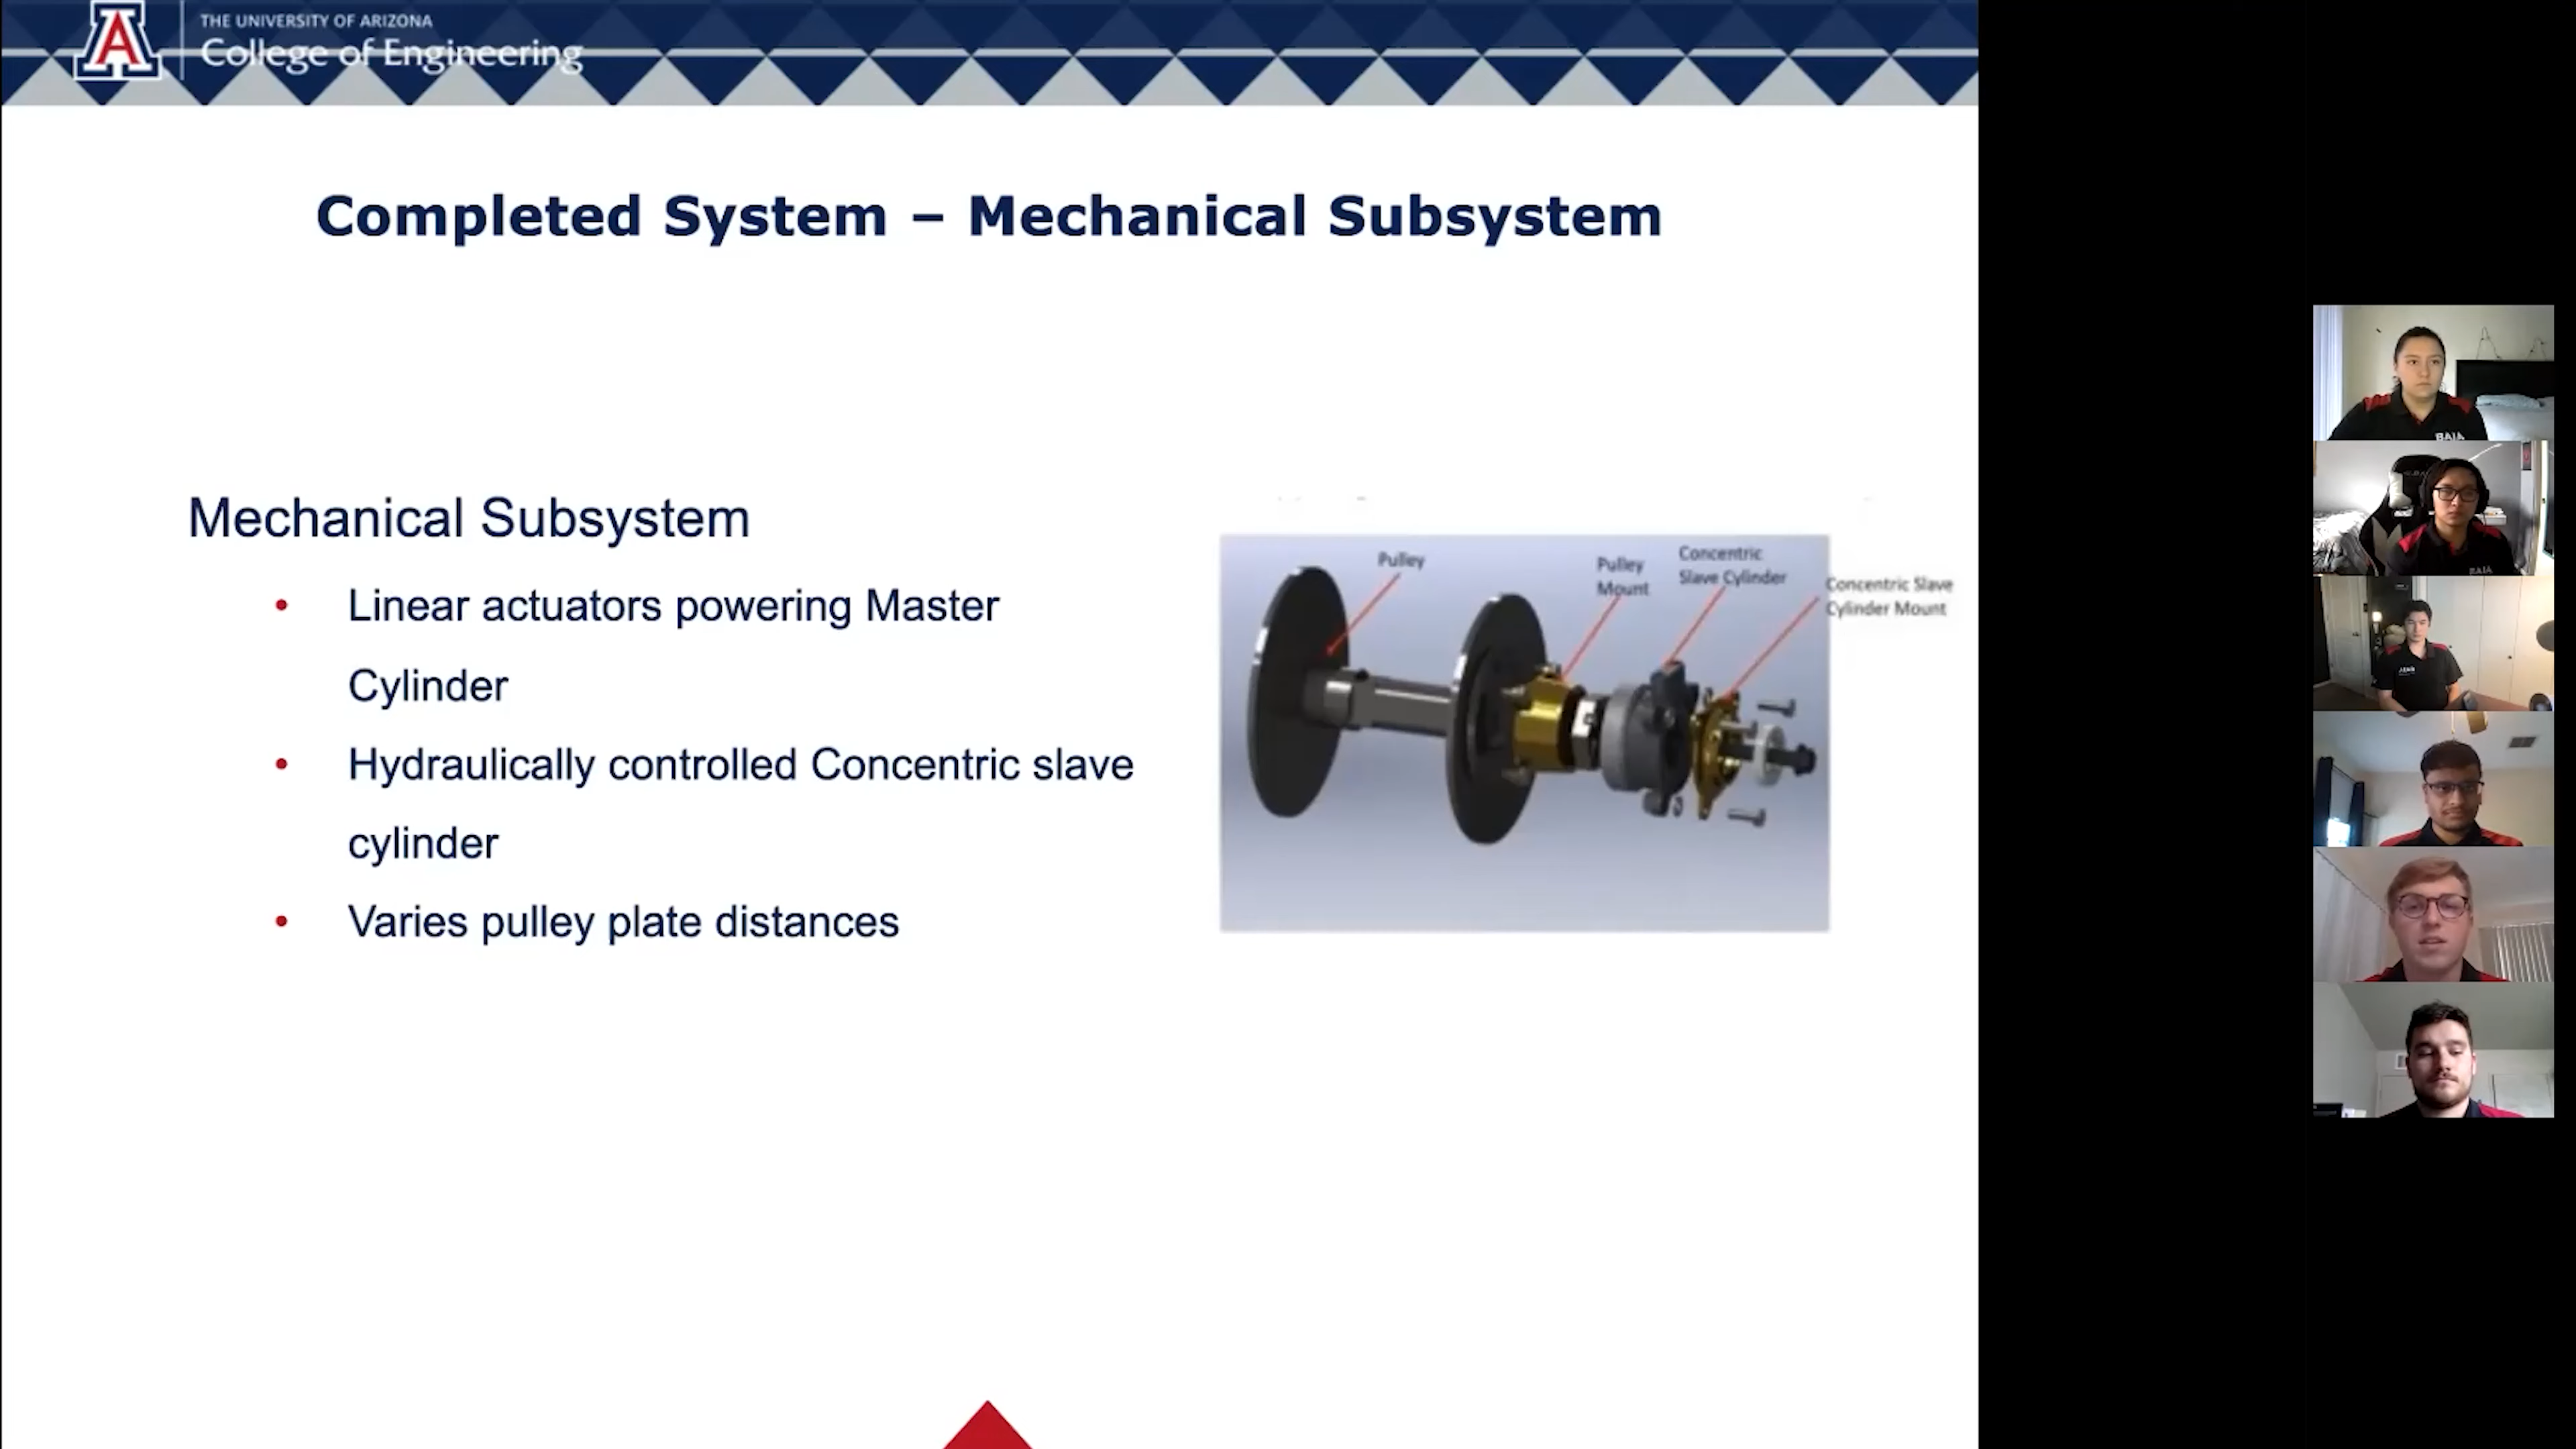 THE UNIVERSITY OF ARIZONA
College of Engineering
Completed System – Mechanical Subsystem
Mechanical Subsystem
• Linear actuators powering Master
Cylinder
• Hydraulically controlled Concentric slave
cylinder
• Varies pulley plate distances
Pulley
Pulley
Mount
Concentric
Slave Cylinder
Concentric Slave
Cylinder Mount
BAJA